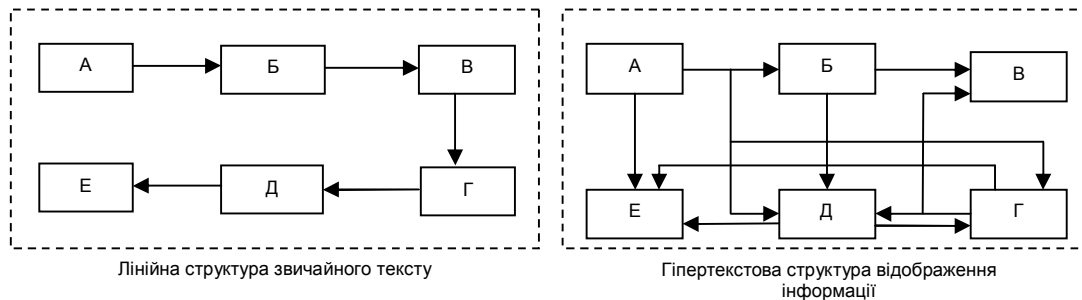 А
Б
В
Е
Д
Г
Лінійна структура звичайного тексту
А
Б
В
Е
Д
Г
Гіпертекстова структура відображення
інформації